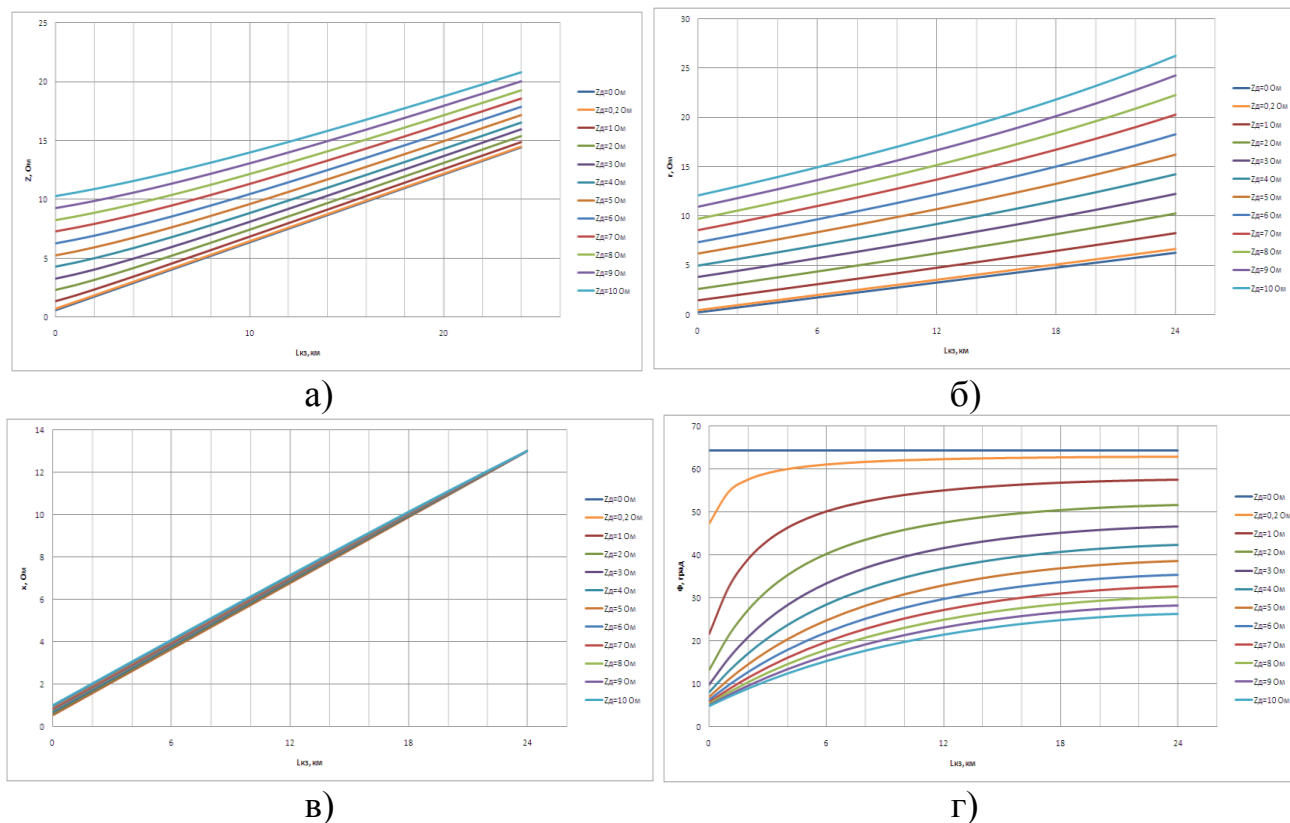 25
20
15
10
5
0
Z, Ом
0
10
20
Lкз, км
Zд=0 Ом
Zд=0,2 Ом
Zд=1 Ом
Zд=2 Ом
Zд=3 Ом
Zд=4 Ом
Zд=5 Ом
Zд=6 Ом
Zд=7 Ом
Zд=8 Ом
Zд=9 Ом
Zд=10 Ом
а)
30
25
20
15
10
5
0
r, Ом
0
6
12
18
24
Lкз, км
Zд=0 Ом
Zд=0,2 Ом
Zд=1 Ом
Zд=2 Ом
Zд=3 Ом
Zд=4 Ом
Zд=5 Ом
Zд=6 Ом
Zд=7 Ом
Zд=8 Ом
Zд=9 Ом
Zд=10 Ом
б)
14
12
10
8
6
4
2
0
х, Ом
0
6
12
18
24
Lкз, км
Zд=0 Ом
Zд=0,2 Ом
Zд=1 Ом
Zд=2 Ом
Zд=3 Ом
Zд=4 Ом
Zд=5 Ом
Zд=6 Ом
Zд=7 Ом
Zд=8 Ом
Zд=9 Ом
Zд=10 Ом
в)
70
60
50
40
30
20
10
0
Ф, град
0
6
12
18
24
Lкз, км
Zд=0 Ом
Zд=0,2 Ом
Zд=1 Ом
Zд=2 Ом
Zд=3 Ом
Zд=4 Ом
Zд=5 Ом
Zд=6 Ом
Zд=7 Ом
Zд=8 Ом
Zд=9 Ом
Zд=10 Ом
г)